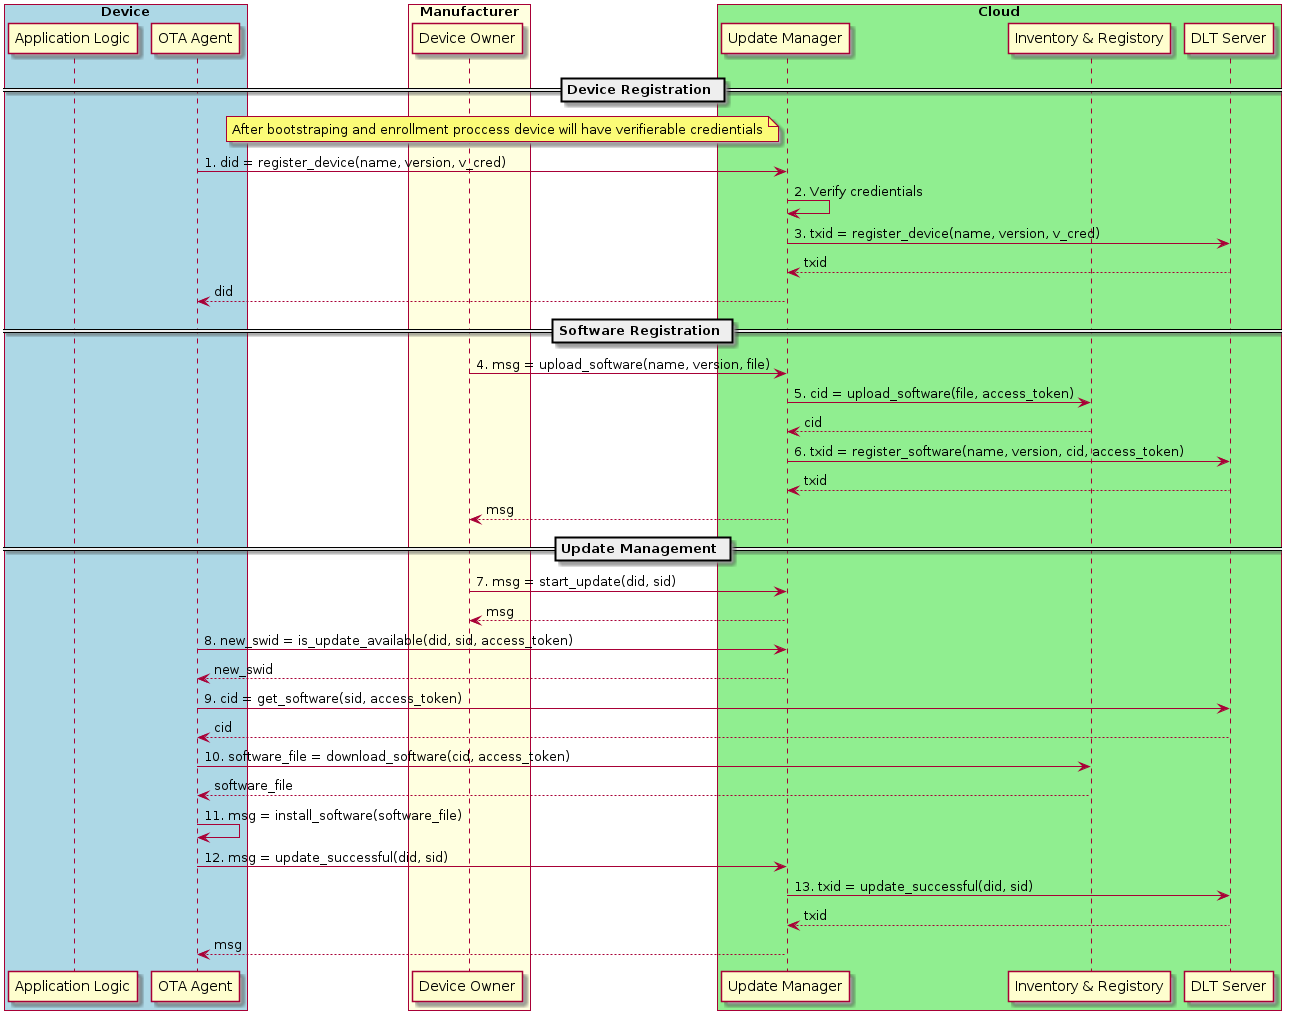 Device
Manufacturer
Cloud
Application Logic
OTA Agent
Device Owner
Update Manager
Inventory & Registory
DLT Server
Device Registration
After bootstraping and enrollment proccess device will have verifierable credientials
1. did = register_device(name, version, v_cred)
2. Verify credientials
3. txid = register_device(name, version, v_cred)
txid
did
Software Registration
4. msg = upload_software(name, version, file)
5. cid = upload_software(file, access_token)
cid
6. txid = register_software(name, version, cid, access_token)
txid
msg
Update Management
7. msg = start_update(did, sid)
msg
8. new_swid = is_update_available(did, sid, access_token)
new_swid
9. cid = get_software(sid, access_token)
cid
10. software_file = download_software(cid, access_token)
software_file
11. msg = install_software(software_file)
12. msg = update_successful(did, sid)
13. txid = update_successful(did, sid)
txid
msg
Application Logic
OTA Agent
Device Owner
Update Manager
Inventory & Registory
DLT Server